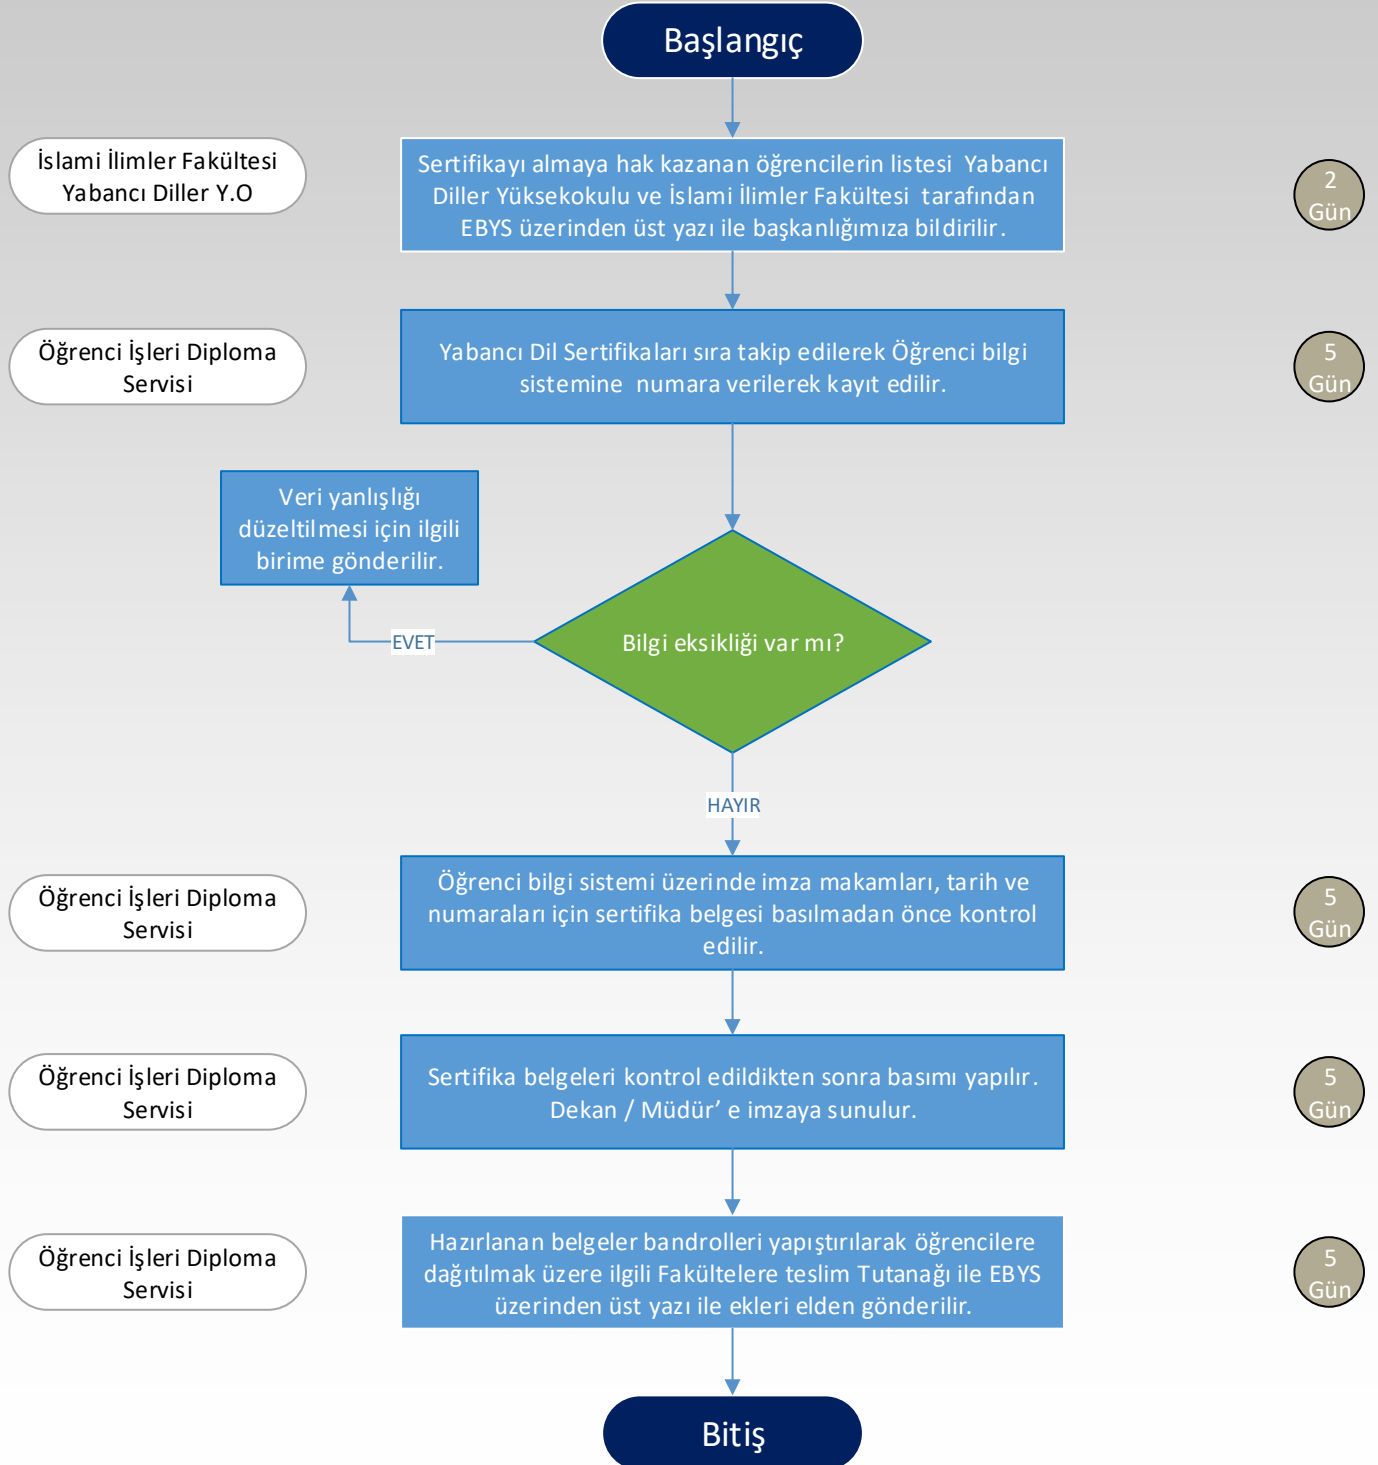 Başlangıç
İslami İlimler Fakültesi
Yabancı Diller Y.O
Sertifikayı almaya hak kazanan öğrencilerin listesi Yabancı
Diller Yüksekokulu ve İslami İlimler Fakültesi tarafından
EBYS üzerinden üst yazı ile başkanlığımıza bildirilir.
2
Gün
Öğrenci İşleri Diploma
Servisi
Yabancı Dil Sertifikaları sıra takip edilerek Öğrenci bilgi
sistemine numara verilerek kayıt edilir.
5
Gün
Veri yanlışlığı
düzeltilmesi için ilgili
birime gönderilir.
EVET
Bilgi eksikliği var mı?
HAYIR
Öğrenci İşleri Diploma
Servisi
Öğrenci bilgi sistemi üzerinde imza makamları, tarih ve
numaraları için sertifika belgesi basılmadan önce kontrol
edilir.
5
Gün
Öğrenci İşleri Diploma
Servisi
Sertifika belgeleri kontrol edildikten sonra basımı yapılır.
Dekan / Müdür’ e imzaya sunulur.
5
Gün
Öğrenci İşleri Diploma
Servisi
Hazırlanan belgeler bandrolleri yapıştırılarak öğrencilere
dağıtılmak üzere ilgili Fakültelere teslim Tutanağı ile EBYS
üzerinden üst yazı ile ekleri elden gönderilir.
5
Gün
Bitiş